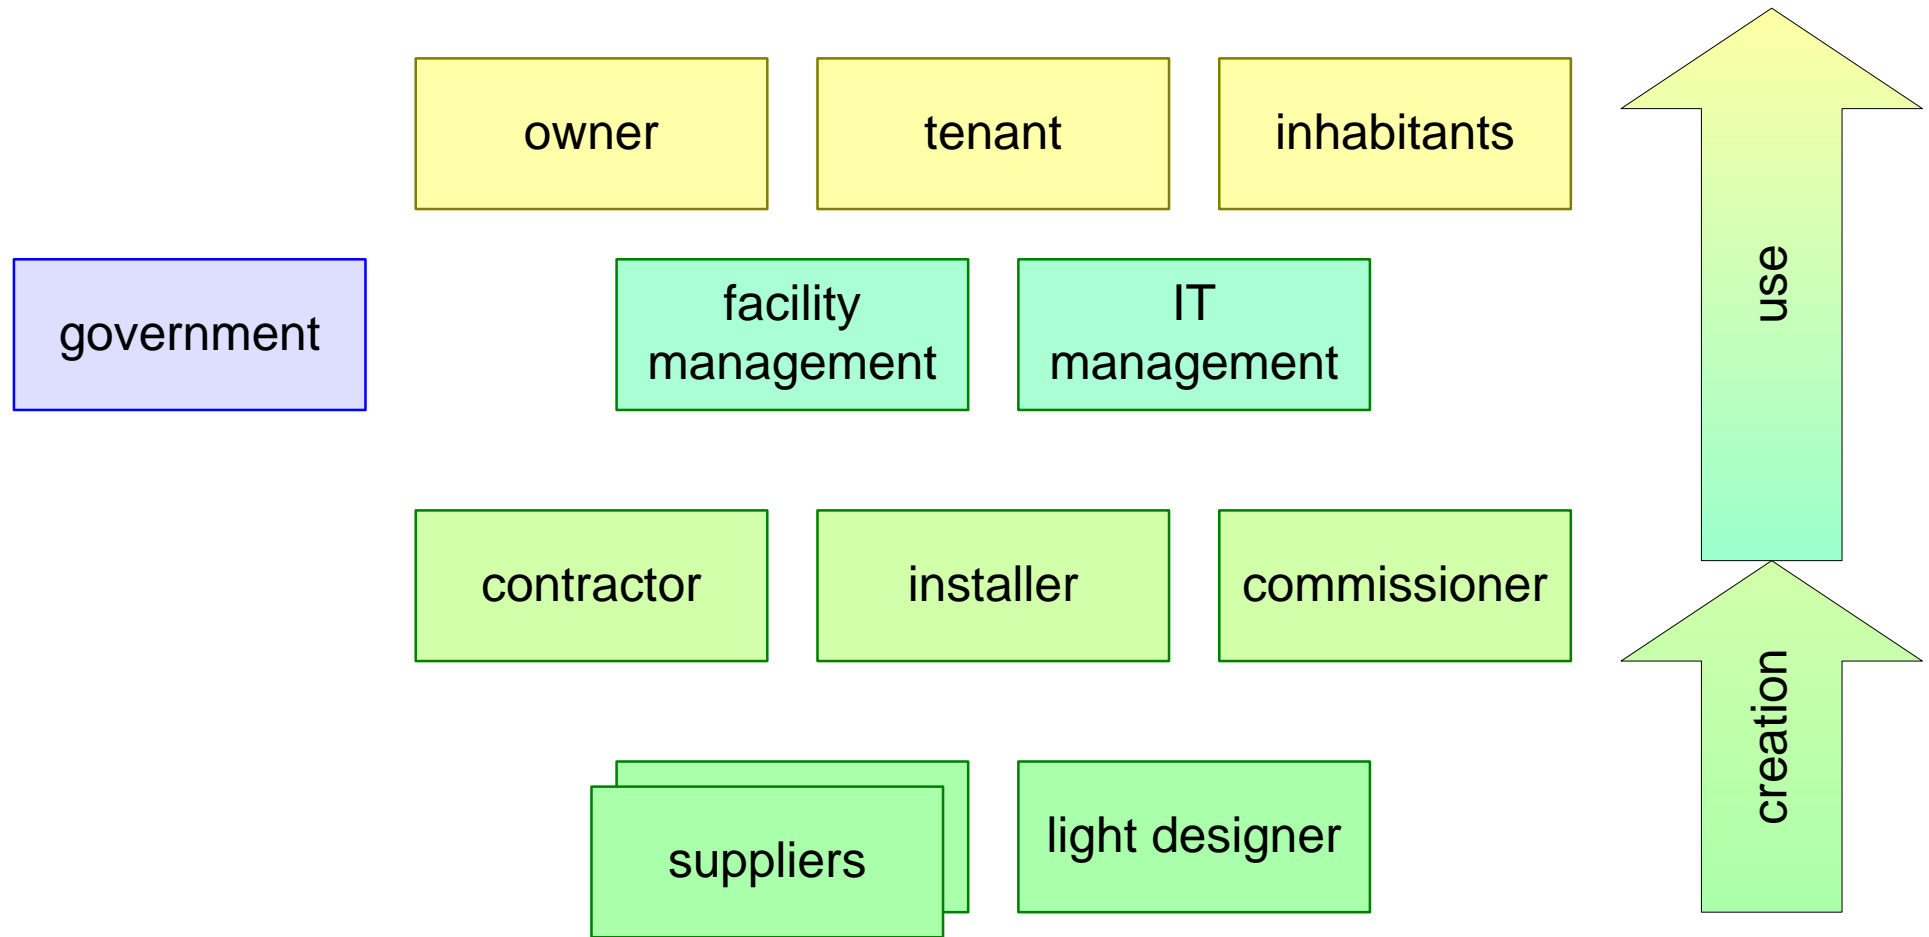 owner
tenant
inhabitants
use
government
facility
management
IT
management
contractor
installer
commissioner
creation
suppliers
light designer